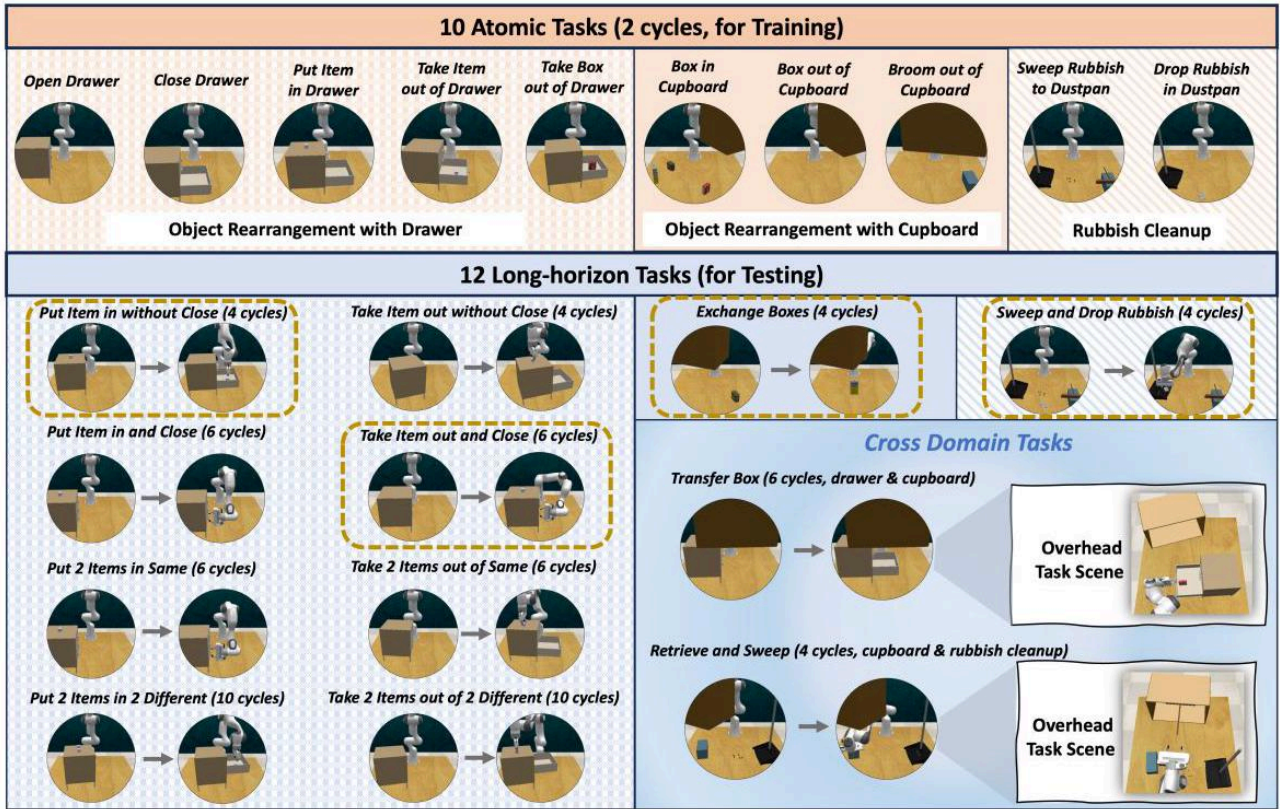 10 Atomic Tasks (2 cycles, for Training)
Open Drawer
Close Drawer
Put Item
in Drawer
Take Item
out of Drawer
Take Box
out of Drawer
Object Rearrangement with Drawer
Box in
Cupboard
Box out of
Cupboard
Broom out of
Cupboard
Object Rearrangement with Cupboard
Sweep Rubbish
to Dustpan
Drop Rubbish
in Dustpan
Rubbish Cleanup
12 Long-horizon Tasks (for Testing)
Put Item in without Close (4 cycles)
Take Item out without Close (4 cycles)
Exchange Boxes (4 cycles)
Sweep and Drop Rubbish (4 cycles)
Put Item in and Close (6 cycles)
Take Item out and Close (6 cycles)
Put 2 Items in Same (6 cycles)
Take 2 Items out of Same (6 cycles)
Put 2 Items in 2 Different (10 cycles)
Take 2 Items out of 2 Different (10 cycles)
Cross Domain Tasks
Transfer Box (6 cycles, drawer & cupboard)
Overhead
Task Scene
Retrieve and Sweep (4 cycles, cupboard & rubbish cleanup)
Overhead
Task Scene